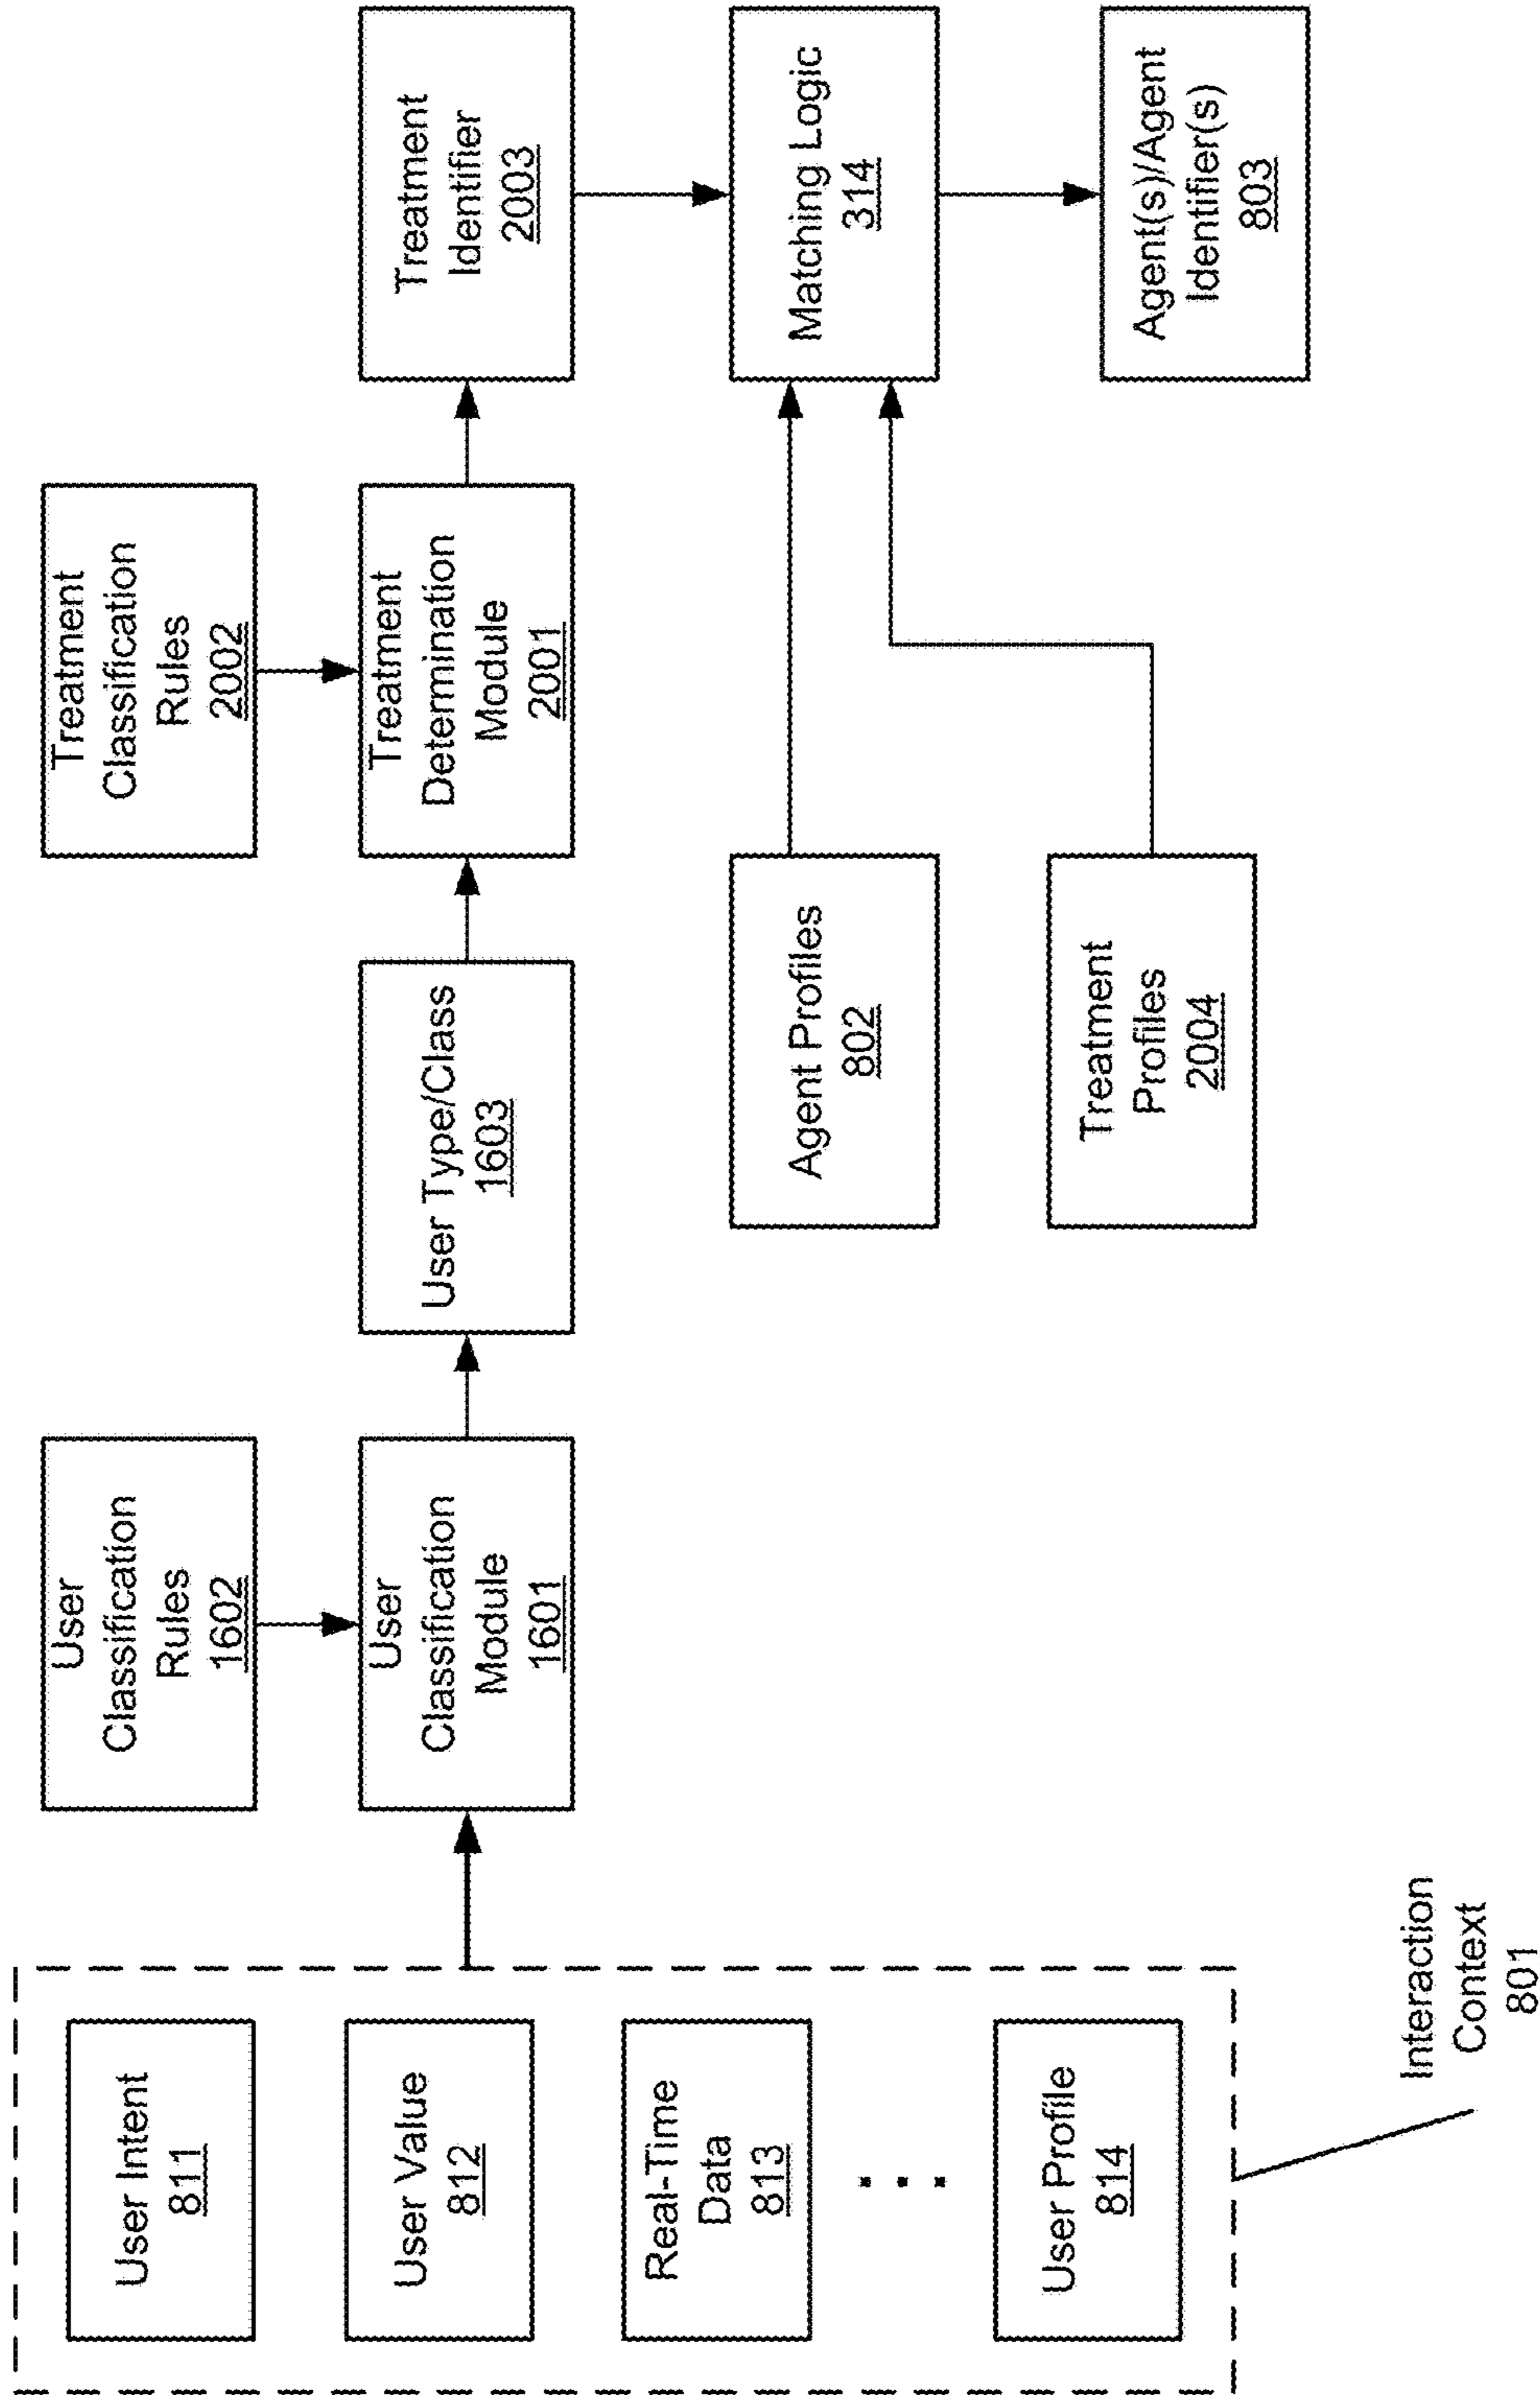 User Intent
811
User Value
812
Real-Time
Data
813
User Profile
814
Interaction
Context
801
User
Classification
Rules
1602
User
Classification
Module
1601
User Type/Class
1603
Treatment
Classification
Rules
2002
Treatment
Determination
Module
2001
Treatment
Identifier
2003
Agent Profiles
802
Treatment
Profiles
2004
Matching Logic
314
Agent(s)/Agent
Identifier(s)
803